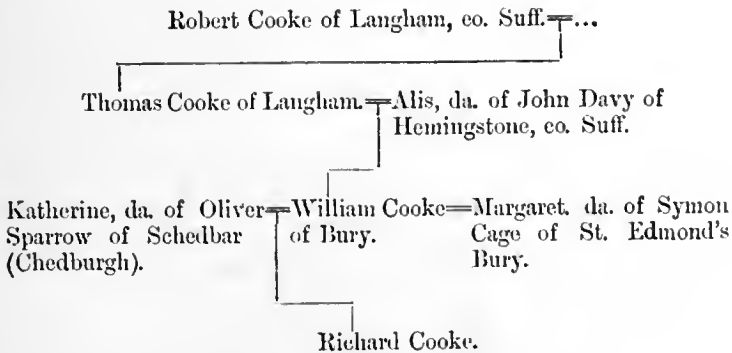 Robert Cooke of Langham, co. Suff.=...
Thomas Cooke of Langham.=Alis, da. of John Davy of
Hemingstone, co. Suff.
Katherine, da. of Oliver=William Cooke=Margaret. da. of Symon
Sparrow of Schedbar of Bury. Cage of St. Edmond's
(Chedburgh). Bury.
Richard Cooke.